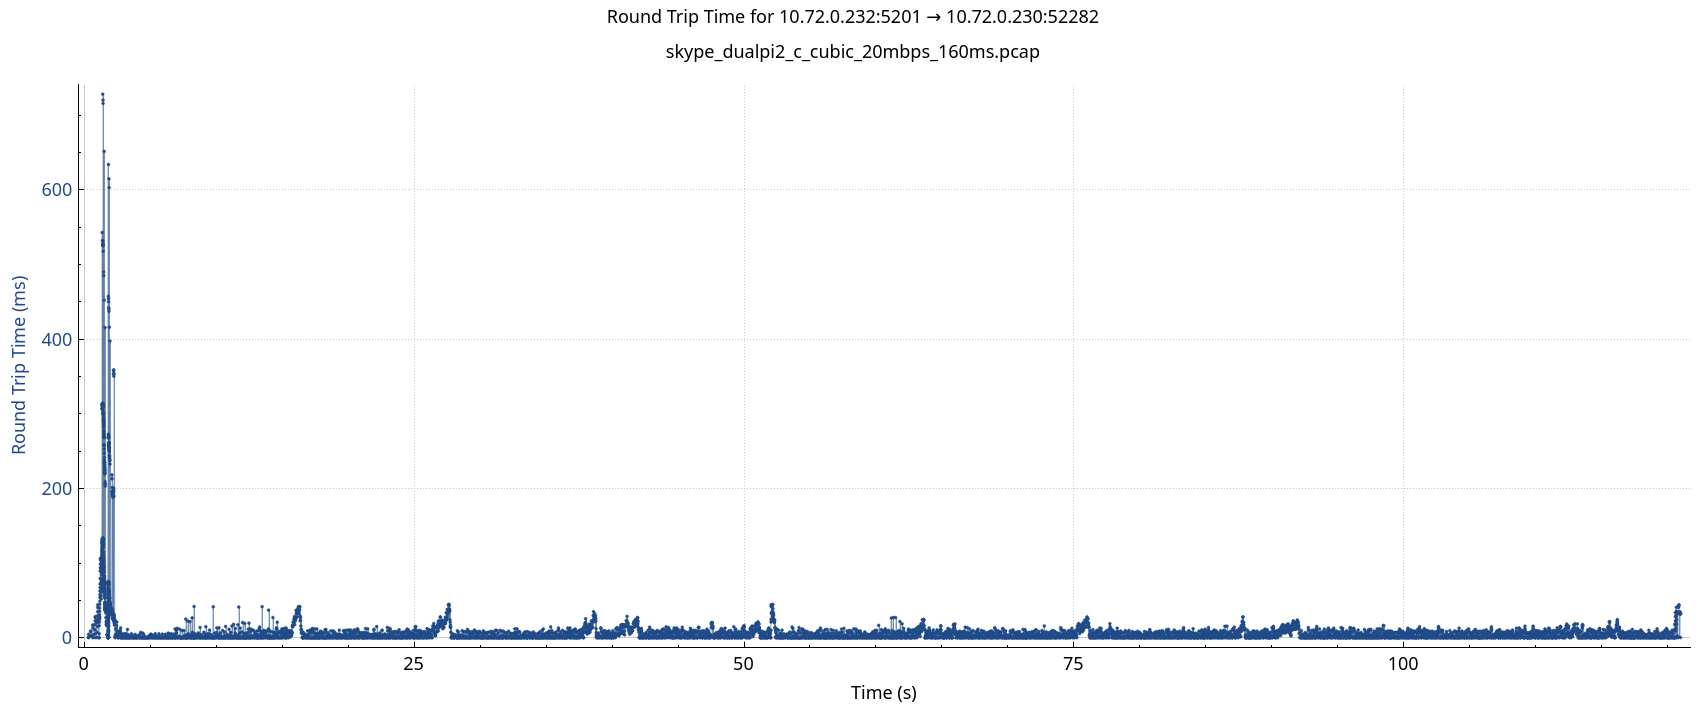 Round Trip Time for 10.72.0.232:5201 → 10.72.0.230:52282
skype_dualpi2_c_cubic_20mbps_160ms.pcap
Round Trip Time (ms)
600
400
200
0
0 25 50 75 100
Time (s)